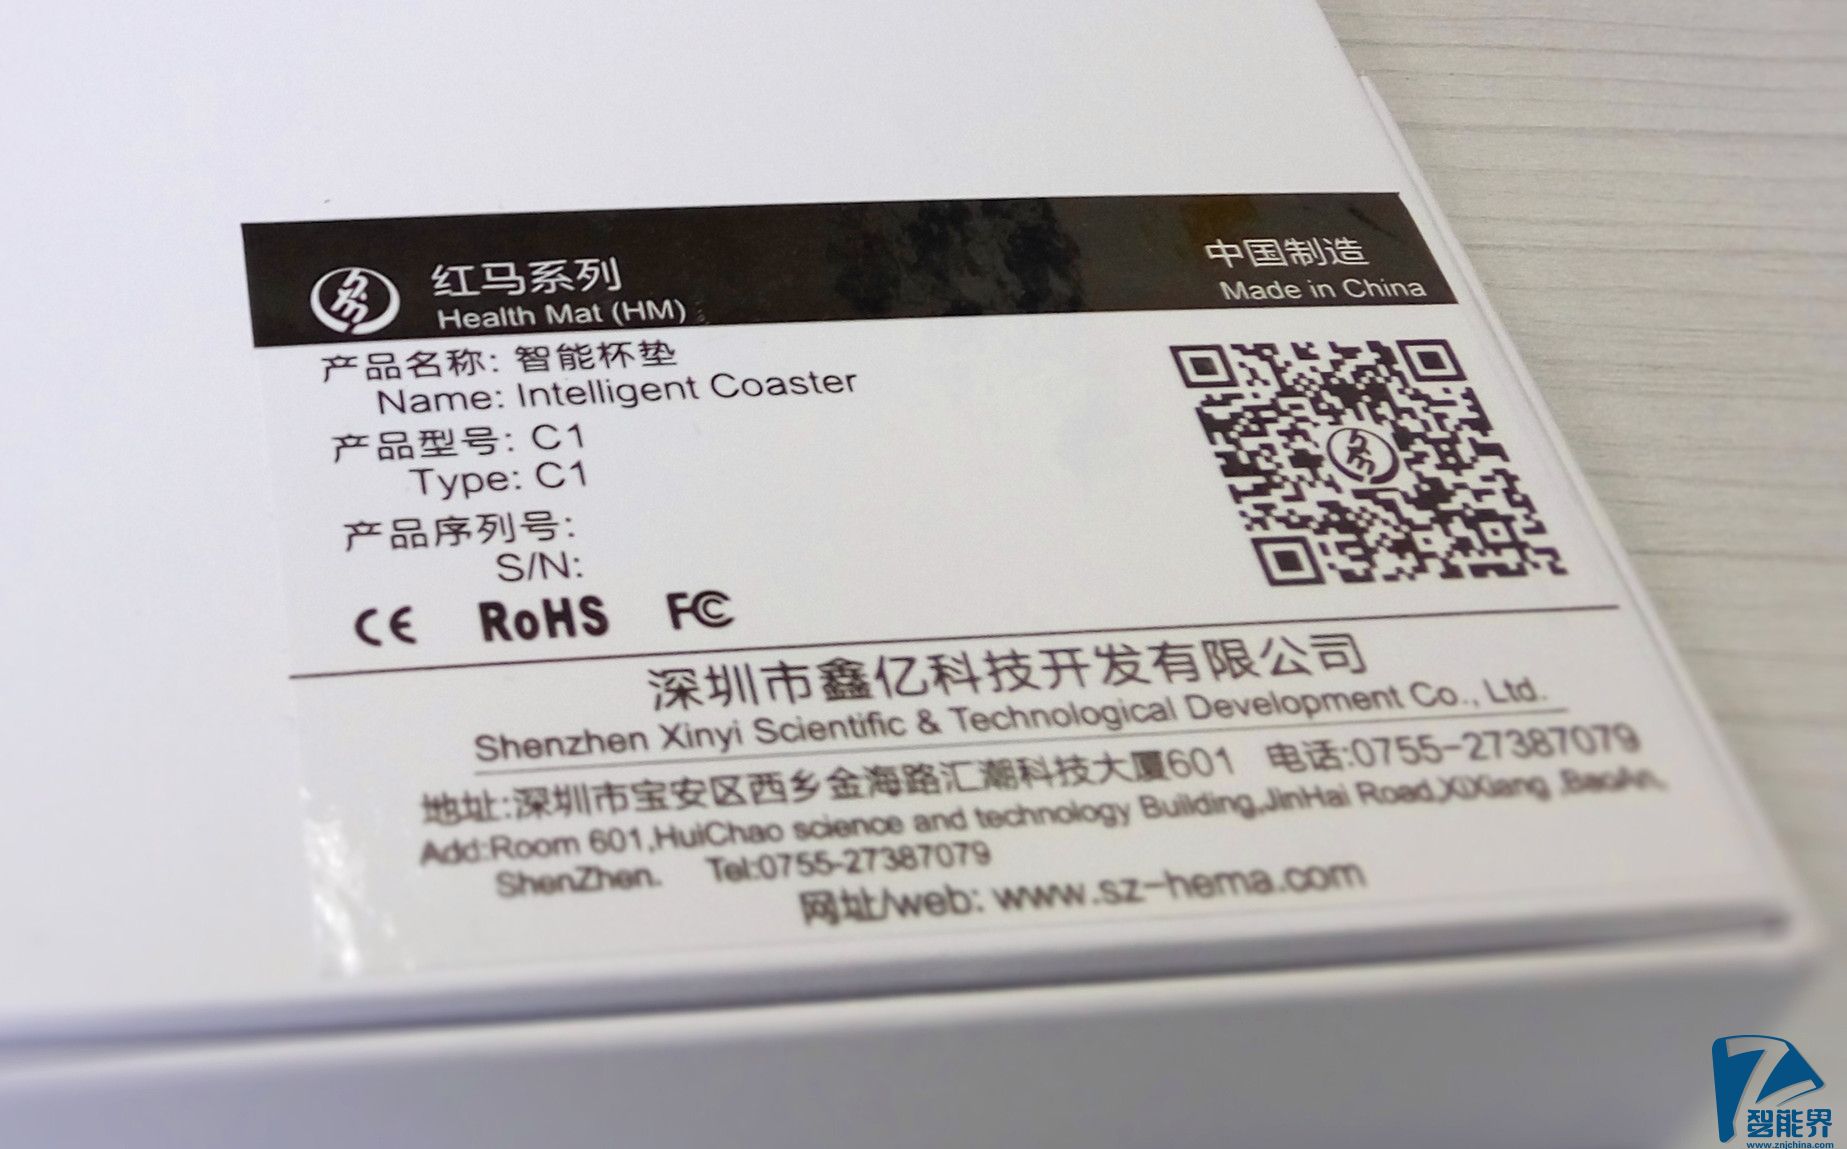 红马系列
Health Mat (HM)
中国制造
Made in China
产品名称: 智能杯垫
Name: Intelligent Coaster
产品型号: C1
Type: C1
产品序列号:
S/N:
CE RoHS FC
深圳市鑫亿科技开发有限公司
Shenzhen Xinyi Scientific & Technological Development Co., Ltd.
地址:深圳市宝安区西乡金海路汇潮科技大厦601 电话:0755-27387079
Add:Room 601,HuiChao science and technology Building,JinHai Road,XiXiang ,BaoAn,
ShenZhen. Tel:0755-27387079
网址/web: www.sz-hema.com
智能界
www.znjchina.com